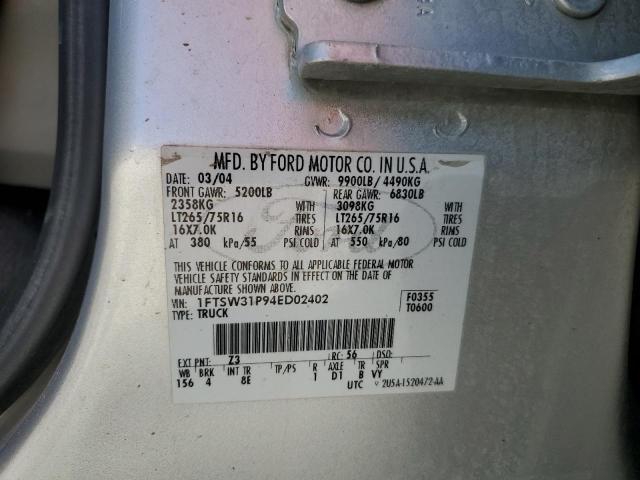 MFD. BY FORD MOTOR CO. IN U.S.A.
DATE: 03/04 GVWR: 9900LB/ 4490KG
FRONT GAWR: 5200LB REAR GAWR: 6830LB
2358KG WITH 3098KG WITH
LT265/75R16 TIRES LT265/75R16 TIRES
16X7.0K RIMS 16X7.0K RIMS
AT 380 kPa/55 PSI COLD AT 550 kPa/80 PSI COLD
Ford
THIS VEHICLE CONFORMS TO ALL APPLICABLE FEDERAL MOTOR
VEHICLE SAFETY STANDARDS IN EFFECT ON THE DATE OF
MANUFACTURE SHOWN ABOVE.
VIN: 1FTSW31P94ED02402 F0355
TYPE: TRUCK T0600
EXT PNT: Z3 RC: 56 DSO:
WB BRK INT TR TP/PS R AXLE TR SPR
156 4 8E 1 D1 B VY
UTC 2U5A-1520472-AA